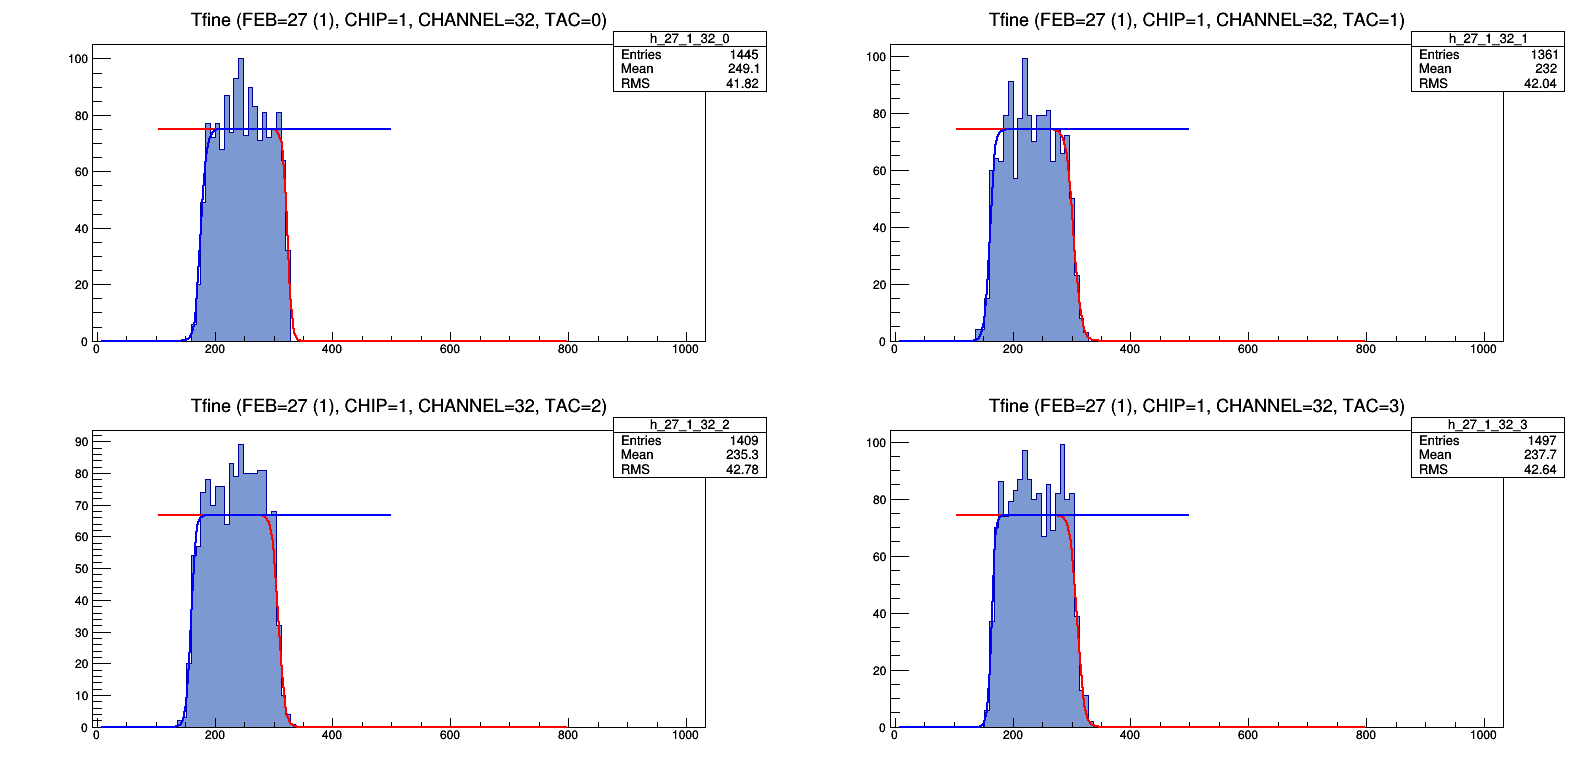 Tfine (FEB=27 (1), CHIP=1, CHANNEL=32, TAC=0)
h_27_1_32_0
Entries 1445
Mean 249.1
RMS 41.82
100
80
60
40
20
0
0 200 400 600 800 1000
Tfine (FEB=27 (1), CHIP=1, CHANNEL=32, TAC=1)
h_27_1_32_1
Entries 1361
Mean 232
RMS 42.04
100
80
60
40
20
0
0 200 400 600 800 1000
Tfine (FEB=27 (1), CHIP=1, CHANNEL=32, TAC=2)
h_27_1_32_2
Entries 1409
Mean 235.3
RMS 42.78
90
80
70
60
50
40
30
20
10
0
0 200 400 600 800 1000
Tfine (FEB=27 (1), CHIP=1, CHANNEL=32, TAC=3)
h_27_1_32_3
Entries 1497
Mean 237.7
RMS 42.64
100
80
60
40
20
0
0 200 400 600 800 1000